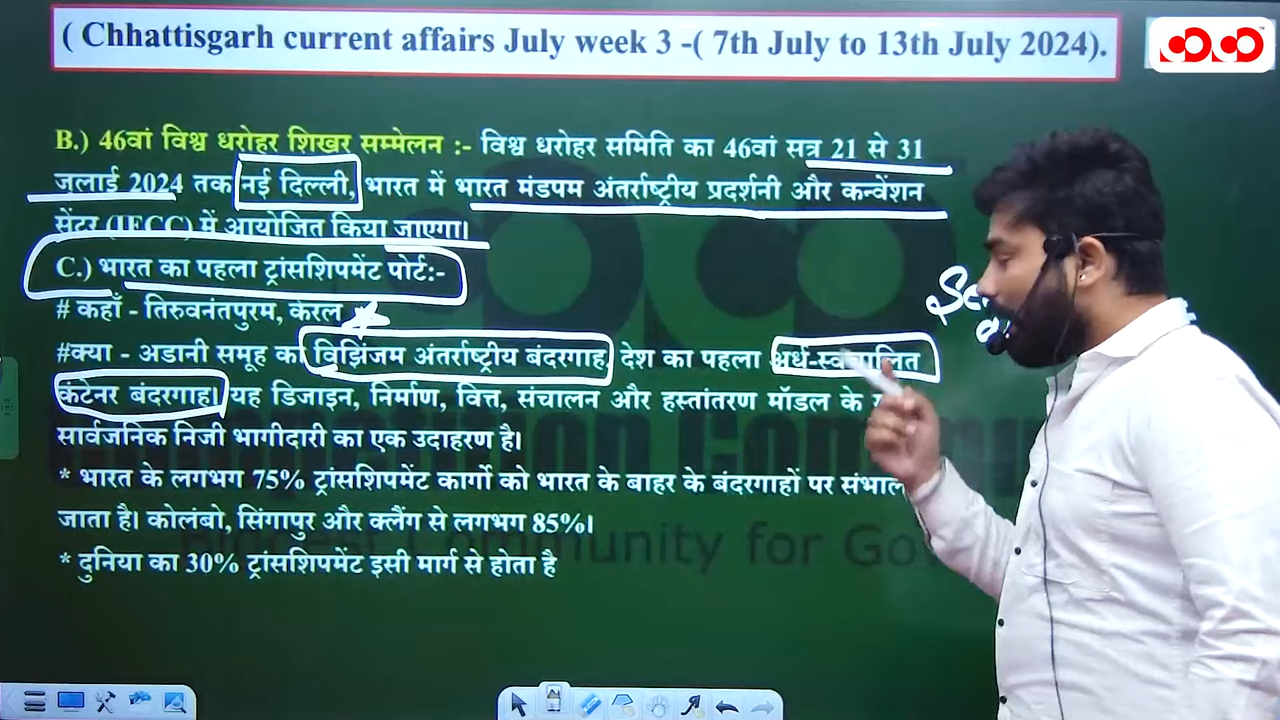 ( Chhattisgarh current affairs July week 3 -( 7th July to 13th July 2024).
B.) 46वां विश्व धरोहर शिखर सम्मेलन :- विश्व धरोहर समिति का 46वां सत्र 21 से 31
जुलाई 2024 तक नई दिल्ली, भारत में भारत मंडपम अंतर्राष्ट्रीय प्रदर्शनी और कन्वेंशन
सेंटर (IECC) में आयोजित किया जाएगा।
C.) भारत का पहला ट्रांसशिपमेंट पोर्ट:-
# कहाँ - तिरुवनंतपुरम, केरल
#क्या - अडानी समूह का विझिंजम अंतर्राष्ट्रीय बंदरगाह, देश का पहला अर्ध-स्वचालित
कंटेनर बंदरगाह। यह डिजाइन, निर्माण, वित्त, संचालन और हस्तांतरण मॉडल के
सार्वजनिक निजी भागीदारी का एक उदाहरण है।
* भारत के लगभग 75% ट्रांसशिपमेंट कार्गो को भारत के बाहर के बंदरगाहों पर संभाल
जाता है। कोलंबो, सिंगापुर और क्लैंग से लगभग 85%।
* दुनिया का 30% ट्रांसशिपमेंट इसी मार्ग से होता है